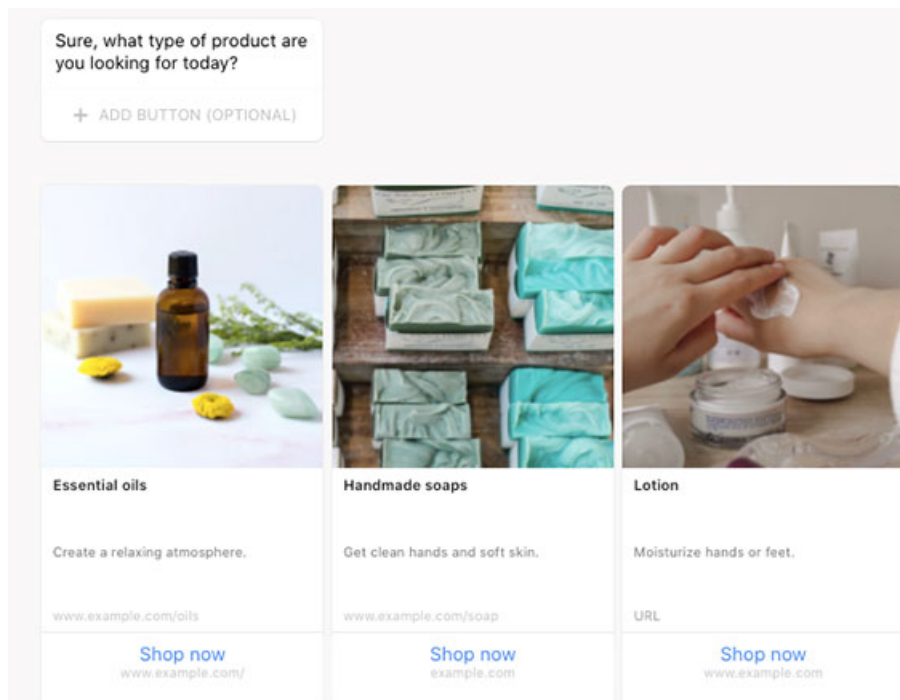 Sure, what type of product are
you looking for today?
+ ADD BUTTON (OPTIONAL)
Essential oils
Create a relaxing atmosphere.
www.example.com/oils
Shop now
www.example.com/
Handmade soaps
Get clean hands and soft skin.
www.example.com/soap
Shop now
example.com
Lotion
Moisturize hands or feet.
URL
Shop now
www.example.com